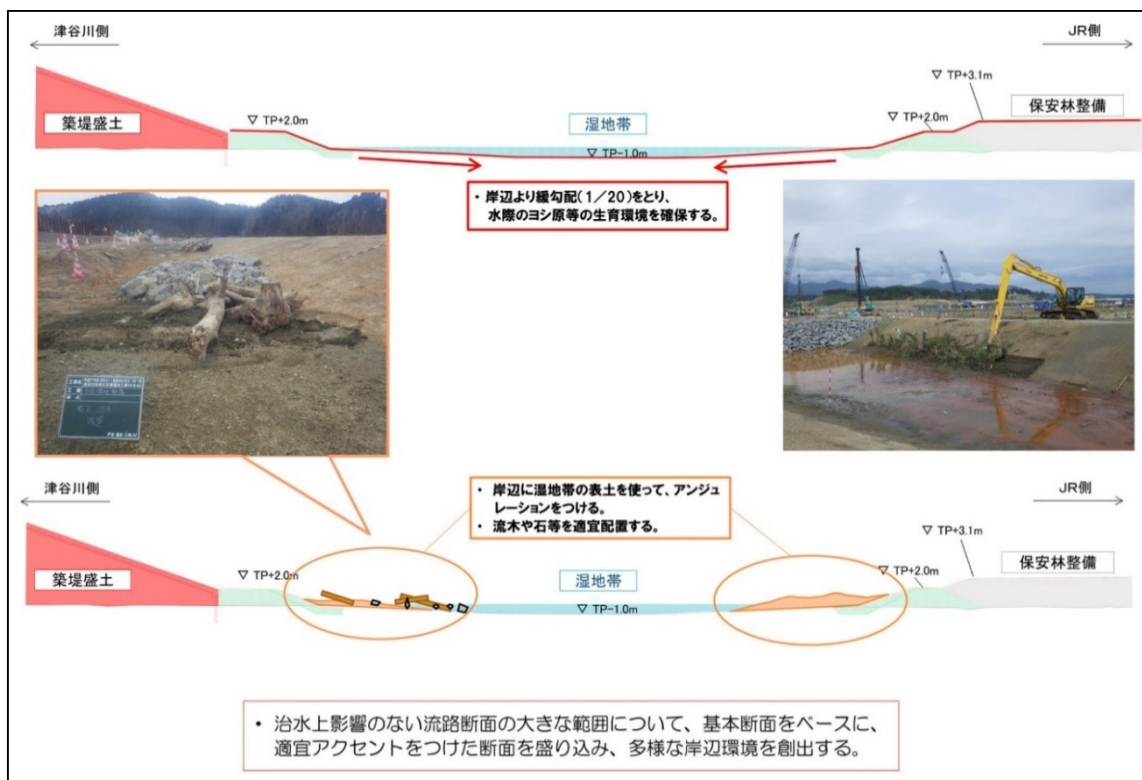 津谷川側
JR側
▽ TP+3.1m
築堤盛土
▽ TP+2.0m
湿地帯
▽ TP+2.0m
保安林整備
▽ TP-1.0m
・ 岸辺より緩勾配(1/20)をとり、
水際のヨシ原等の生育環境を確保する。
・ 岸辺に湿地帯の表土を使って、アンジュ
レーションをつける。
・ 流木や石等を適宜配置する。
津谷川側
JR側
▽ TP+3.1m
築堤盛土
▽ TP+2.0m
湿地帯
▽ TP+2.0m
保安林整備
▽ TP-1.0m
・ 治水上影響のない流路断面の大きな範囲について、基本断面をベースに、
適宜アクセントをつけた断面を盛り込み、多様な岸辺環境を創出する。